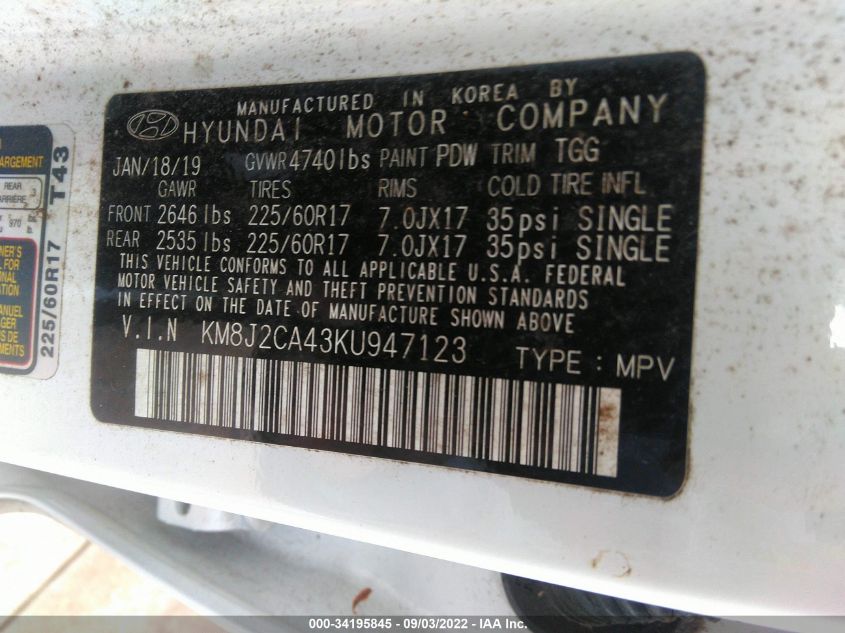 MANUFACTURED IN KOREA BY
HYUNDAI MOTOR COMPANY
JAN/18/19 GVWR4740lbs PAINT PDW TRIM TGG
GAWR TIRES RIMS COLD TIRE INFL
FRONT 2646lbs 225/60R17 7.0JX17 35psi SINGLE
REAR 2535lbs 225/60R17 7.0JX17 35psi SINGLE
THIS VEHICLE CONFORMS TO ALL APPLICABLE U.S.A. FEDERAL
MOTOR VEHICLE SAFETY AND THEFT PREVENTION STANDARDS
IN EFFECT ON THE DATE OF MANUFACTURE SHOWN ABOVE
V.I.N KM8J2CA43KU947123 TYPE : MPV
REAR 3
970
225/60R17 T43
000-34195845 - 09/03/2022 - IAA Inc.